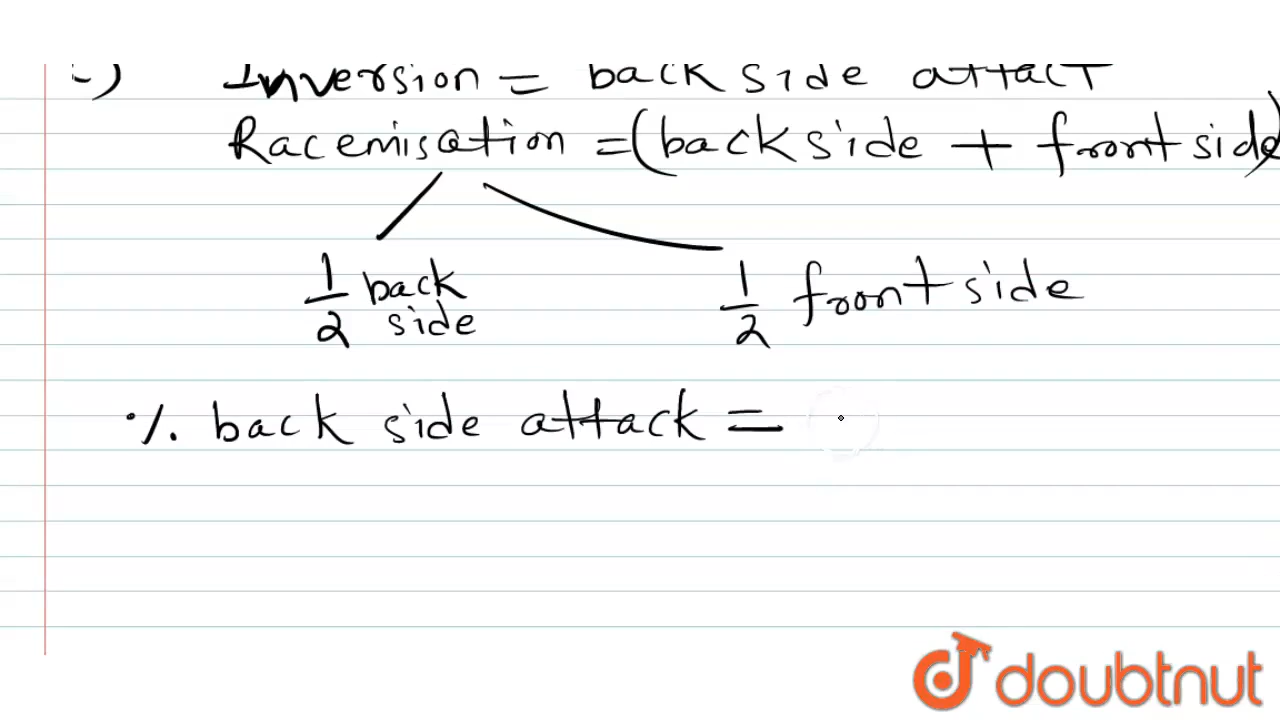 Inversion = back side attact
Racemisation = (back side + front side)
1/2 back side
1/2 front side
·/. back side attack =
doubtnut